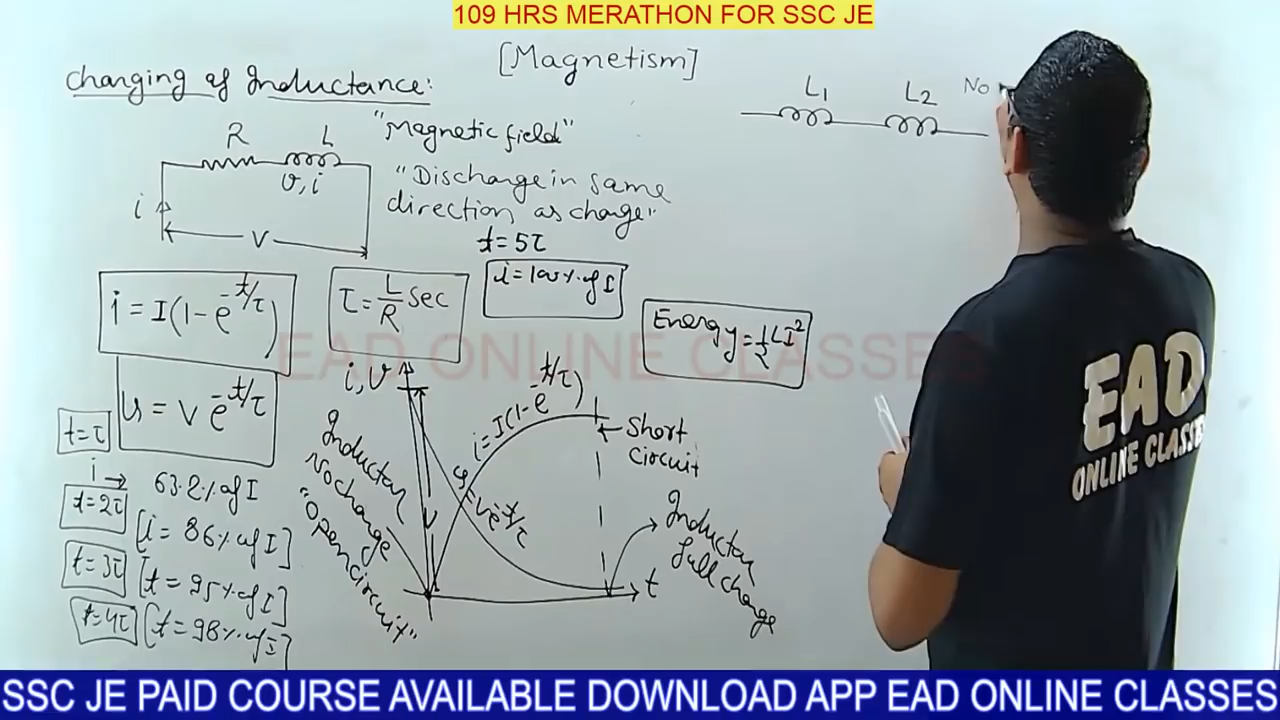 109 HRS MERATHON FOR SSC JE
[Magnetism]
Charging of Inductance:
R L
v, i
i
V
"Magnetic field"
"Discharge in same
direction as charge"
t = 5τ
i = 100% of I
i = I(1 - e^-t/τ)
τ = L/R sec
Energy = 1/2 LI²
v = V e^-t/τ
t = τ
i → 63.2% of I
t = 2τ
[i = 86% of I]
t = 3τ
[t = 95% of I]
t = 4τ
[t = 98% of I]
i, v
i = I(1 - e^-t/τ)
v = Ve^-t/τ
Short
circuit
Inductor
No charge
"Open circuit"
t
Inductor
full charge
L1 L2
No
EAD ONLINE CLASSES
EAD
ONLINE CLASSES
SSC JE PAID COURSE AVAILABLE DOWNLOAD APP EAD ONLINE CLASSES